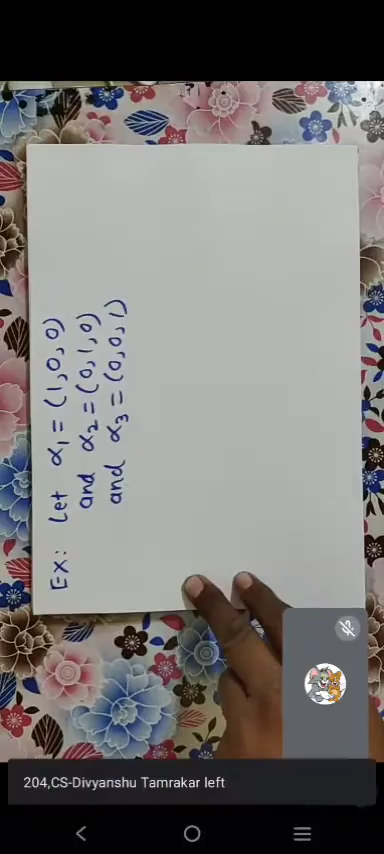 Ex: Let α₁ = (1, 0, 0)
and α₂ = (0, 1, 0)
and α₃ = (0, 0, 1)
204,CS-Divyanshu Tamrakar left